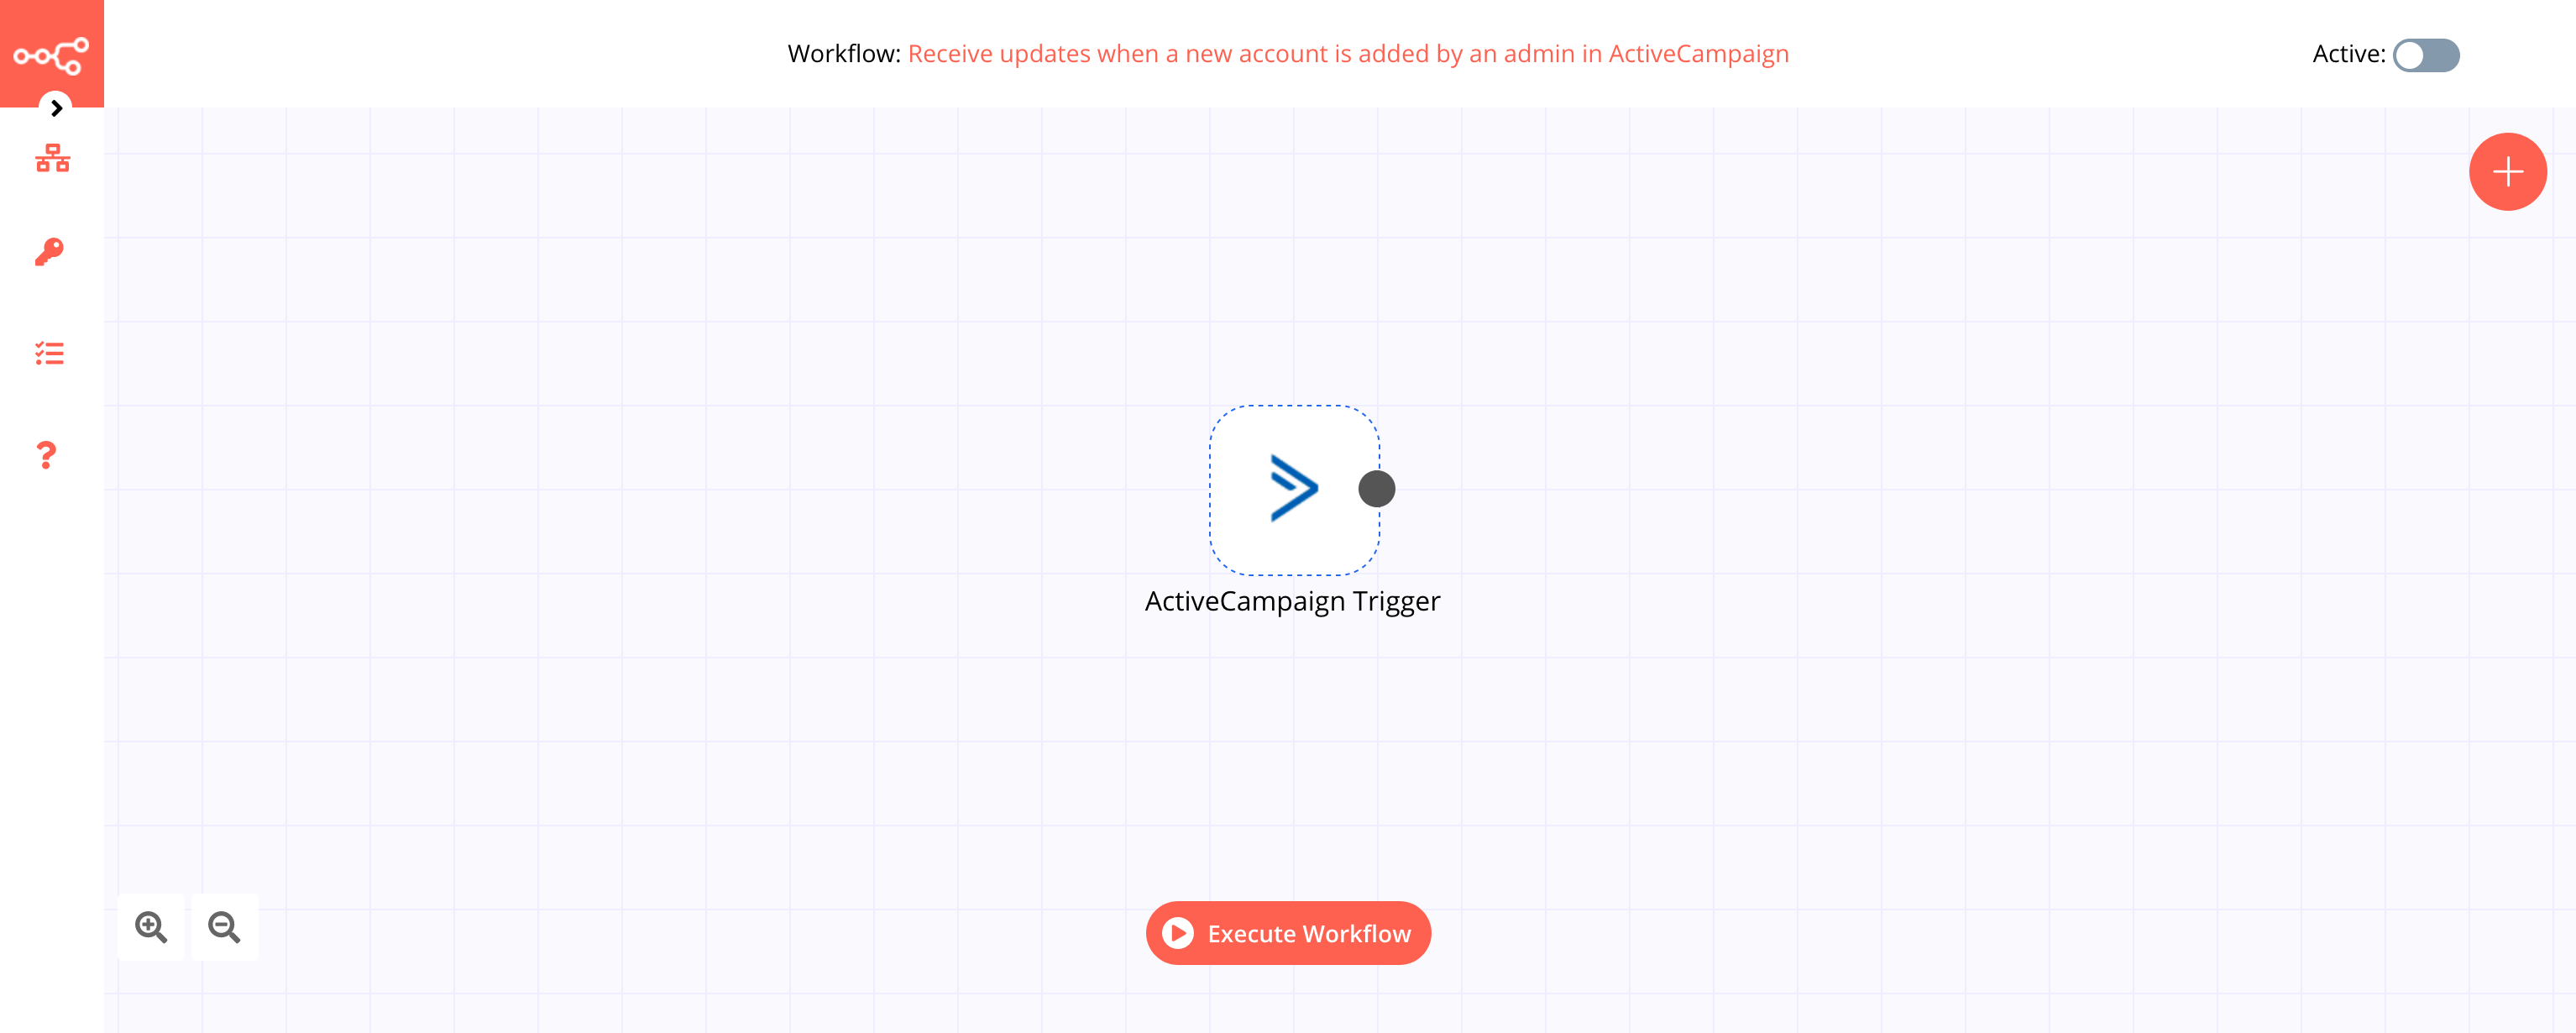 Workflow: Receive updates when a new account is added by an admin in ActiveCampaign
Active:
ActiveCampaign Trigger
Execute Workflow